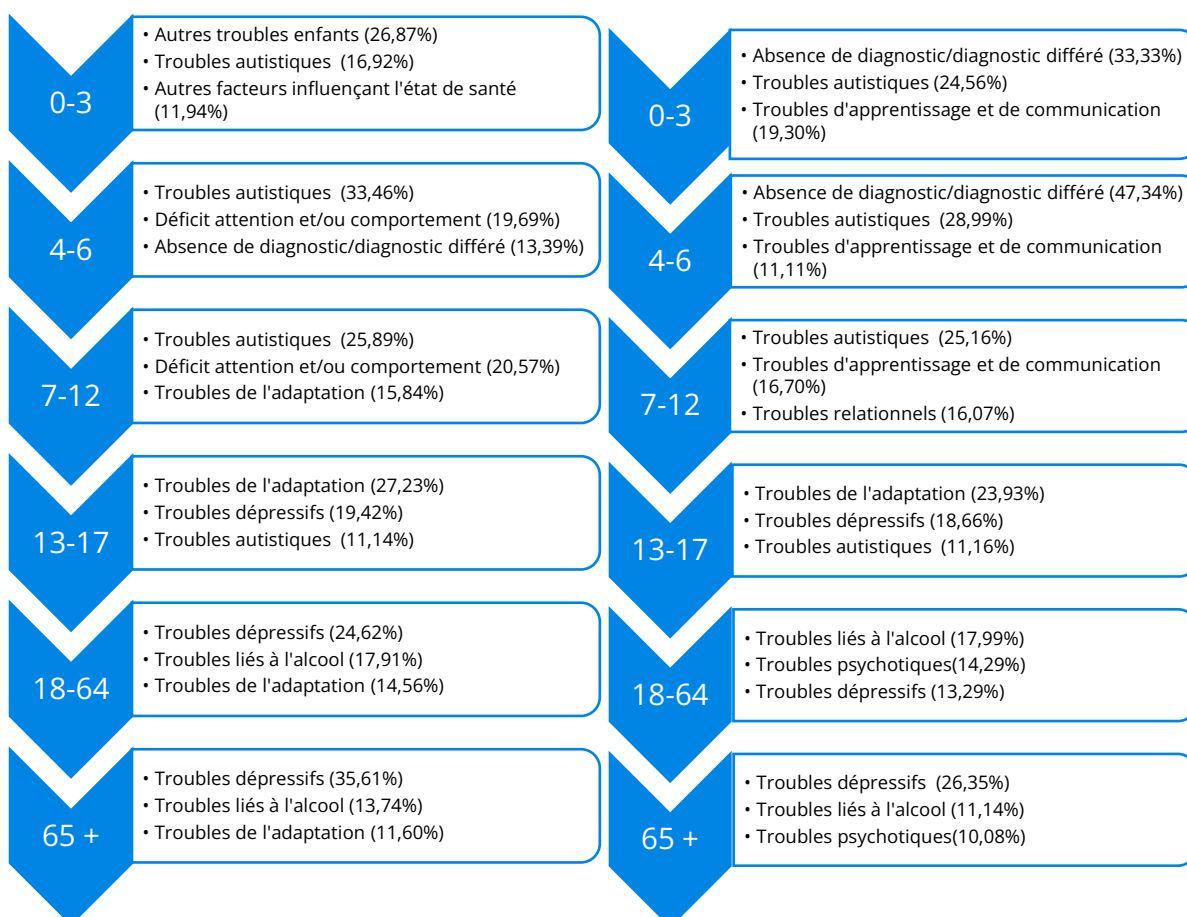 0-3
• Autres troubles enfants (26,87%)
• Troubles autistiques  (16,92%)
• Autres facteurs influençant l'état de santé
(11,94%)
4-6
• Troubles autistiques (33,46%)
• Déficit attention et/ou comportement (19,69%)
• Absence de diagnostic/diagnostic différé (13,39%)
7-12
• Troubles autistiques  (25,89%)
• Déficit attention et/ou comportement (20,57%)
• Troubles de l'adaptation (15,84%)
13-17
• Troubles de l'adaptation (27,23%)
• Troubles dépressifs (19,42%)
• Troubles autistiques  (11,14%)
18-64
• Troubles dépressifs (24,62%)
• Troubles liés à l'alcool (17,91%)
• Troubles de l'adaptation (14,56%)
65 +
• Troubles dépressifs (35,61%)
• Troubles liés à l'alcool (13,74%)
• Troubles de l'adaptation (11,60%)
0-3
• Absence de diagnostic/diagnostic différé (33,33%)
• Troubles autistiques (24,56%)
• Troubles d'apprentissage et de communication
(19,30%)
4-6
• Absence de diagnostic/diagnostic différé (47,34%)
• Troubles autistiques (28,99%)
• Troubles d'apprentissage et de communication
(11,11%)
7-12
• Troubles autistiques  (25,16%)
• Troubles d'apprentissage et de communication
(16,70%)
• Troubles relationnels (16,07%)
13-17
• Troubles de l'adaptation (23,93%)
• Troubles dépressifs (18,66%)
• Troubles autistiques  (11,16%)
18-64
• Troubles liés à l'alcool (17,99%)
• Troubles psychotiques(14,29%)
• Troubles dépressifs (13,29%)
65 +
• Troubles dépressifs  (26,35%)
• Troubles liés à l'alcool (11,14%)
• Troubles psychotiques(10,08%)